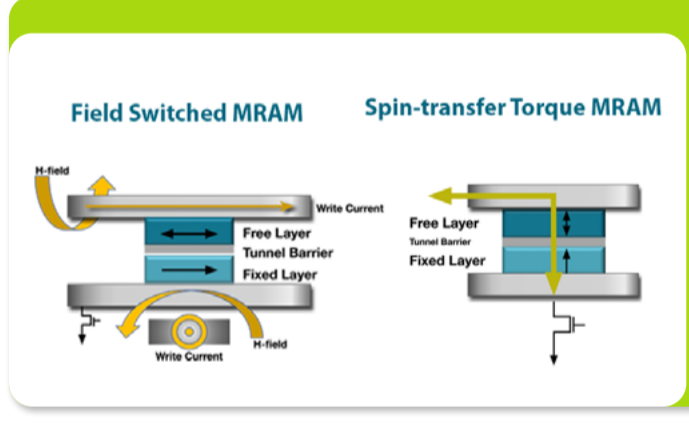 Field Switched MRAM
H-field
Write Current
Free Layer
Tunnel Barrier
Fixed Layer
Write Current
H-field
Spin-transfer Torque MRAM
Free Layer
Tunnel Barrier
Fixed Layer